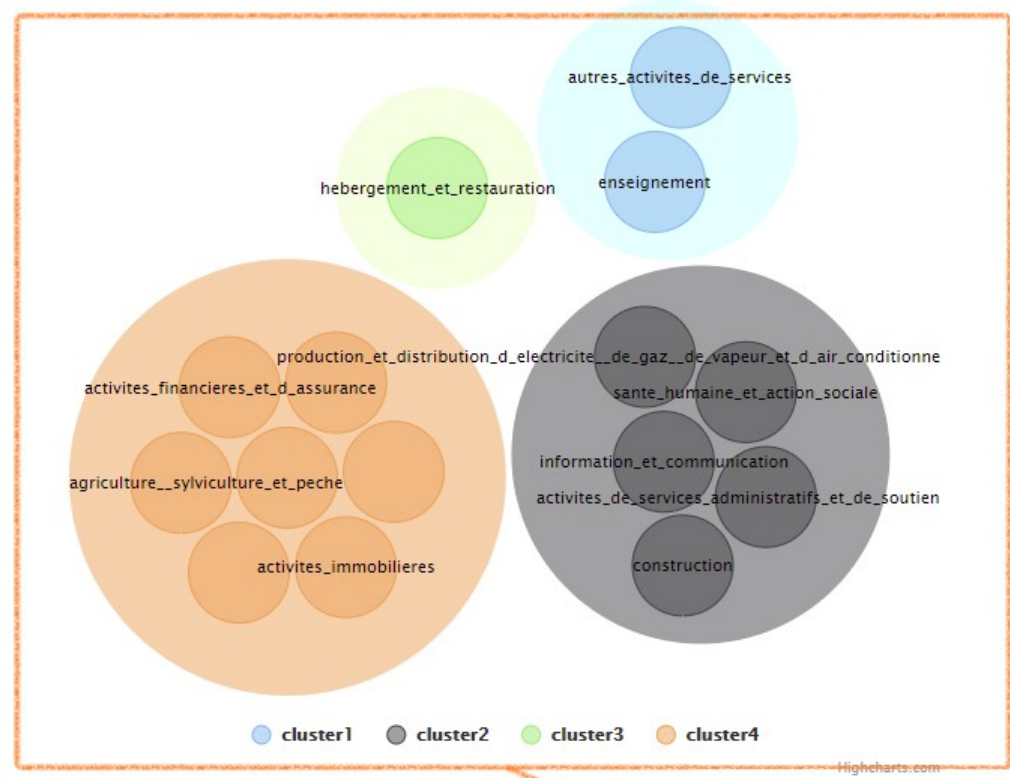 autres_activites_de_services
enseignement
hebergement_et_restauration
production_et_distribution_d_electricite__de_gaz__de_vapeur_et_d_air_conditionne
activites_financieres_et_d_assurance
sante_humaine_et_action_sociale
information_et_communication
agriculture__sylviculture_et_peche
activites_de_services_administratifs_et_de_soutien
activites_immobilieres
construction
cluster1 cluster2 cluster3 cluster4
Highcharts.com